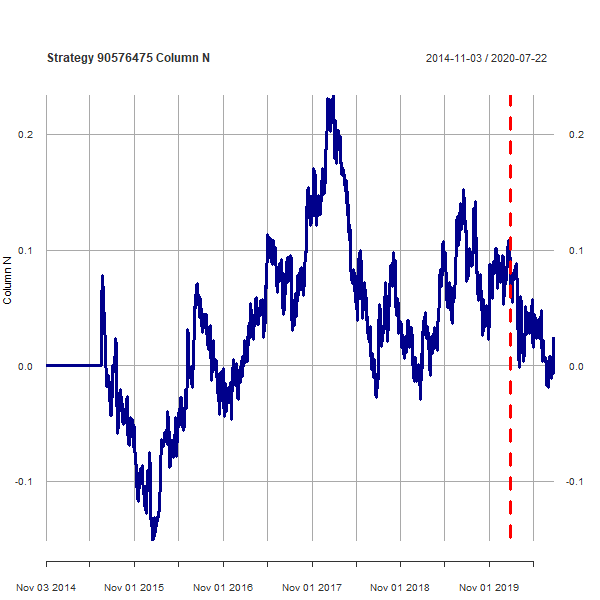 Strategy 90576475 Column N
2014-11-03 / 2020-07-22
Column N
0.2
0.1
0.0
-0.1
0.2
0.1
0.0
-0.1
Nov 03 2014
Nov 01 2015
Nov 01 2016
Nov 01 2017
Nov 01 2018
Nov 01 2019